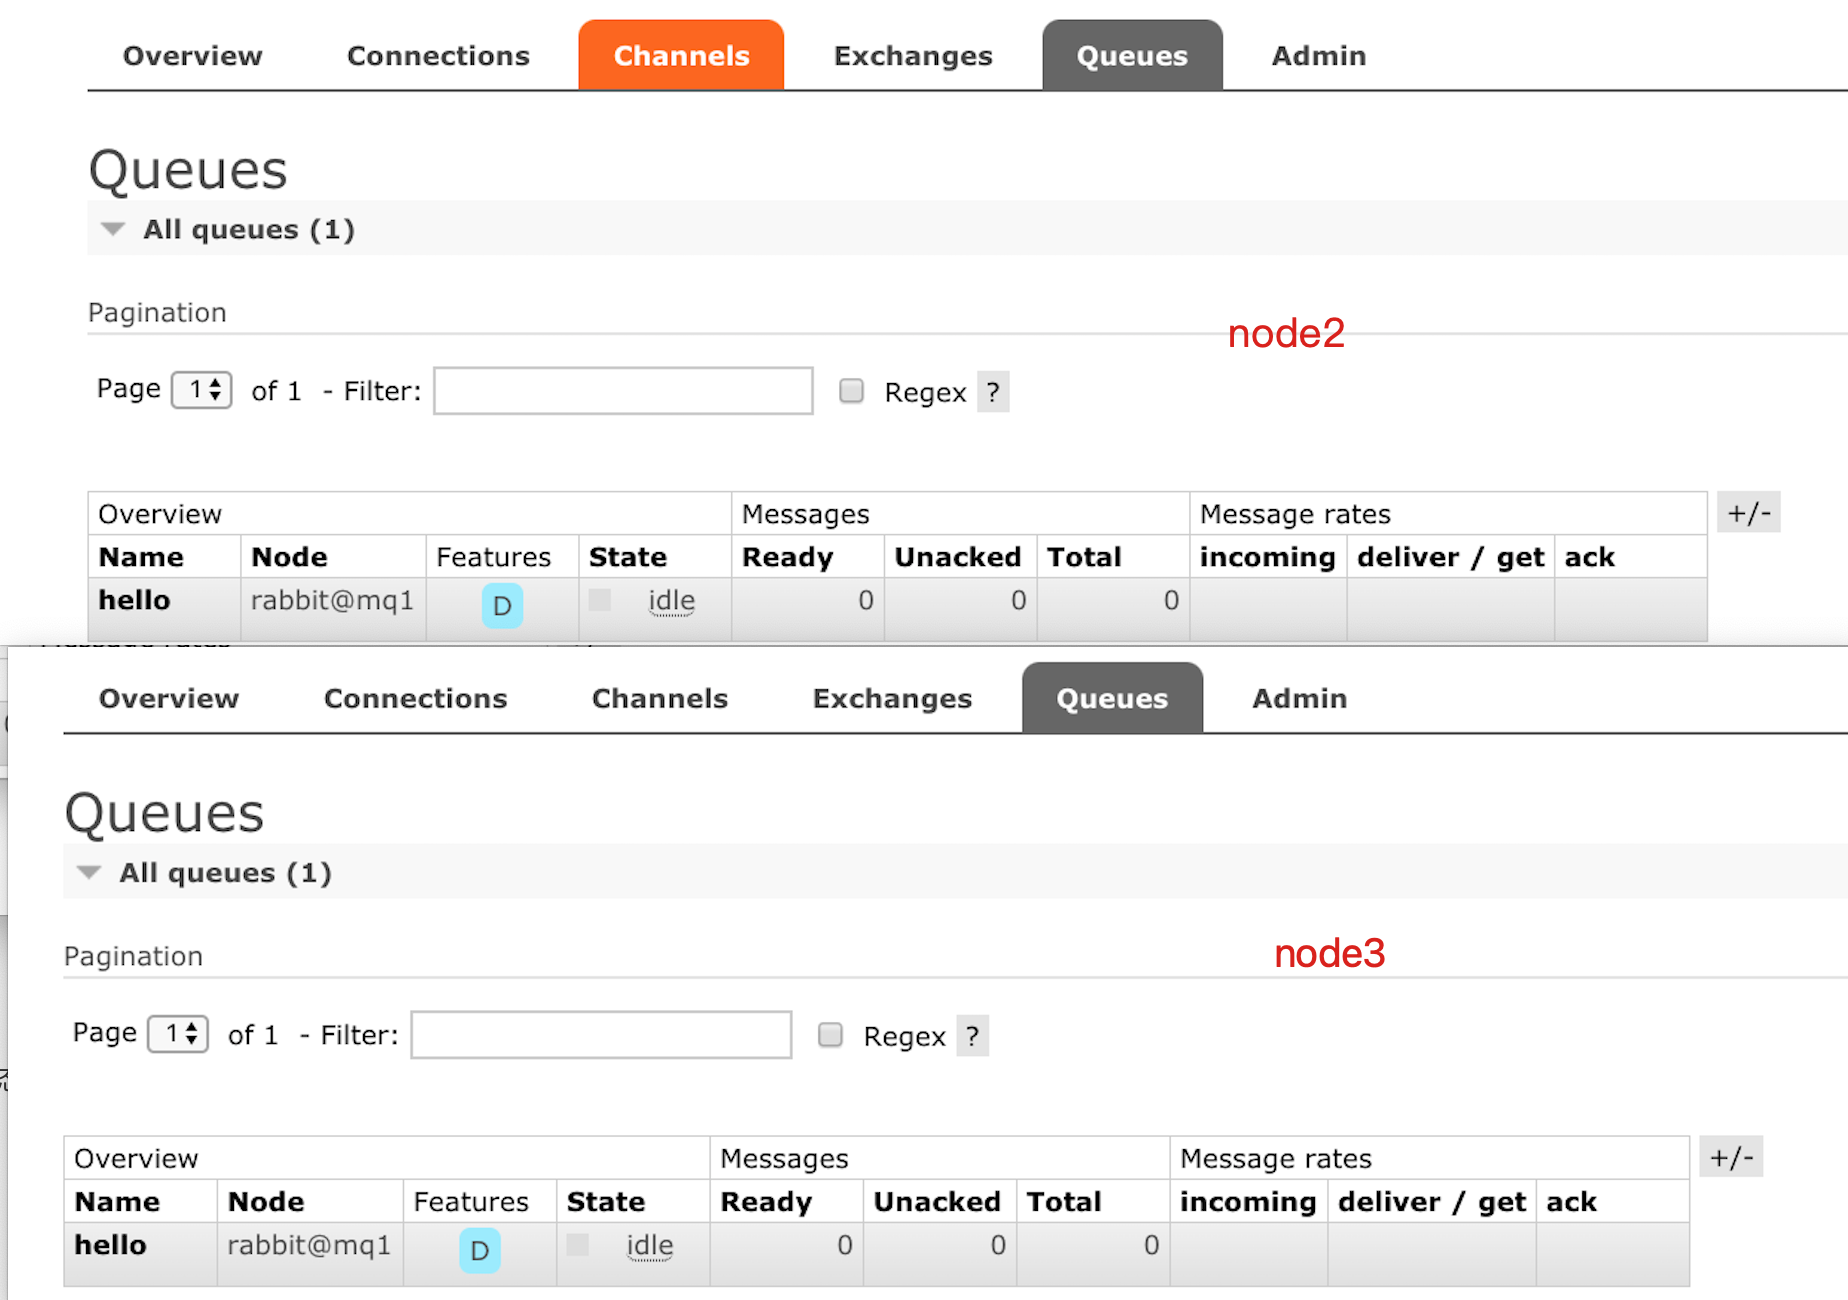 Overview Connections Channels Exchanges Queues Admin
Queues
All queues (1)
Pagination
node2
Page 1 of 1 - Filter: Regex ?
Overview Messages Message rates +/-
Name Node Features State Ready Unacked Total incoming deliver / get ack
hello rabbit@mq1 D idle 0 0 0
Overview Connections Channels Exchanges Queues Admin
Queues
All queues (1)
Pagination
node3
Page 1 of 1 - Filter: Regex ?
Overview Messages Message rates +/-
Name Node Features State Ready Unacked Total incoming deliver / get ack
hello rabbit@mq1 D idle 0 0 0